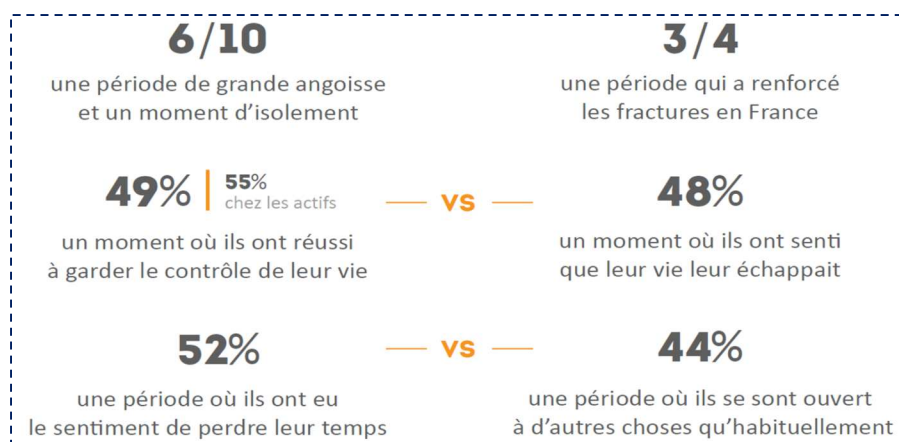 6/10
une période de grande angoisse
et un moment d'isolement
3/4
une période qui a renforcé
les fractures en France
49% | 55%
chez les actifs
un moment où ils ont réussi
à garder le contrôle de leur vie
vs
48%
un moment où ils ont senti
que leur vie leur échappait
52%
une période où ils ont eu
le sentiment de perdre leur temps
vs
44%
une période où ils se sont ouvert
à d'autres choses qu'habituellement